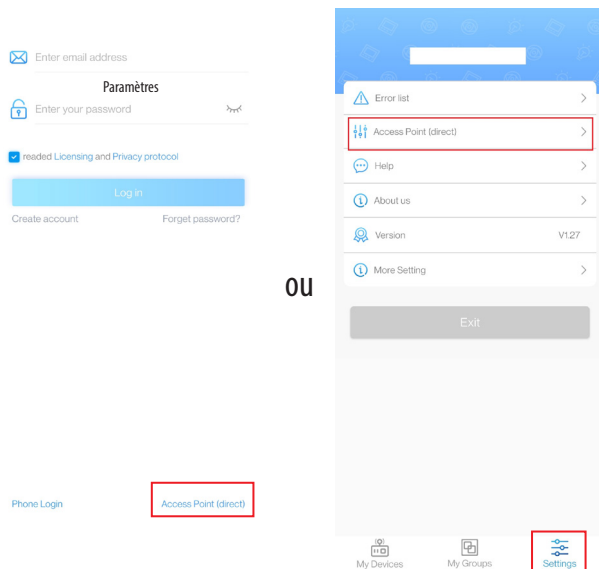 Enter email address
Paramètres
Enter your password
readed Licensing and Privacy protocol
Log in
Create account Forget password?
Phone Login Access Point (direct)
ou
Error list
Access Point (direct)
Help
About us
Version V1.27
More Setting
Exit
My Devices My Groups Settings